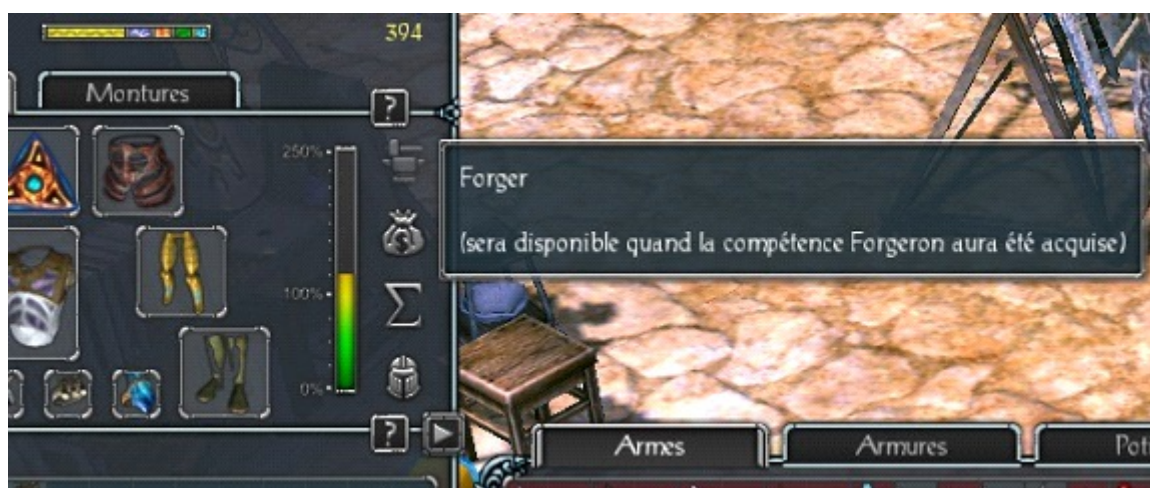 394
Montures
?
250%
Forger
(sera disponible quand la compétence Forgeron aura été acquise)
100%
0%
?
Armes
Armures
Pot